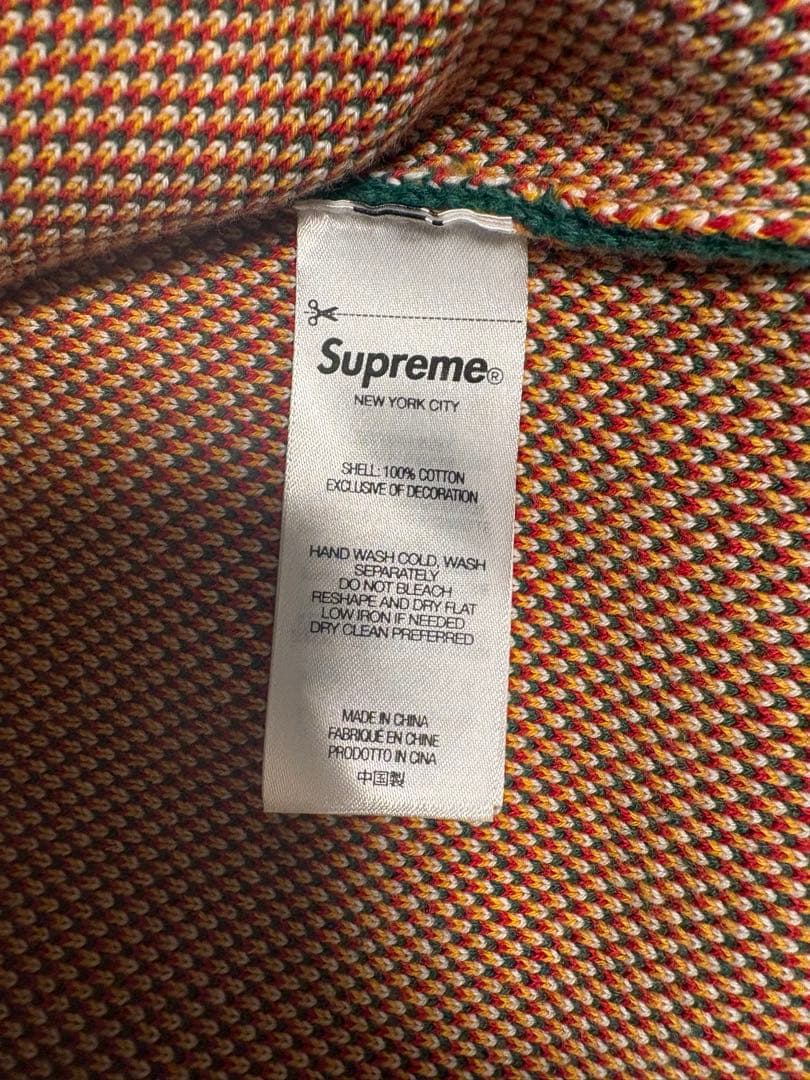 Supreme®
NEW YORK CITY
SHELL: 100% COTTON
EXCLUSIVE OF DECORATION
HAND WASH COLD, WASH
SEPARATELY
DO NOT BLEACH
RESHAPE AND DRY FLAT
LOW IRON IF NEEDED
DRY CLEAN PREFERRED
MADE IN CHINA
FABRIQUÉ EN CHINE
PRODOTTO IN CINA
中国製